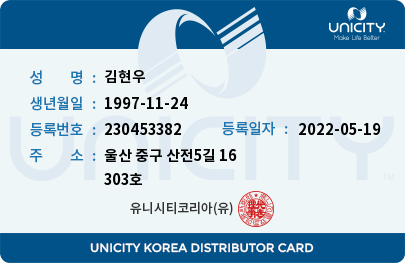 UNICITY
Make Life Better
성 명 : 김현우
생년월일 : 1997-11-24
등록번호 : 230453382 등록일자 : 2022-05-19
주 소 : 울산 중구 산전5길 16
303호
UNICITY
TM
유니시티코리아(유)
UNICITY KOREA DISTRIBUTOR CARD